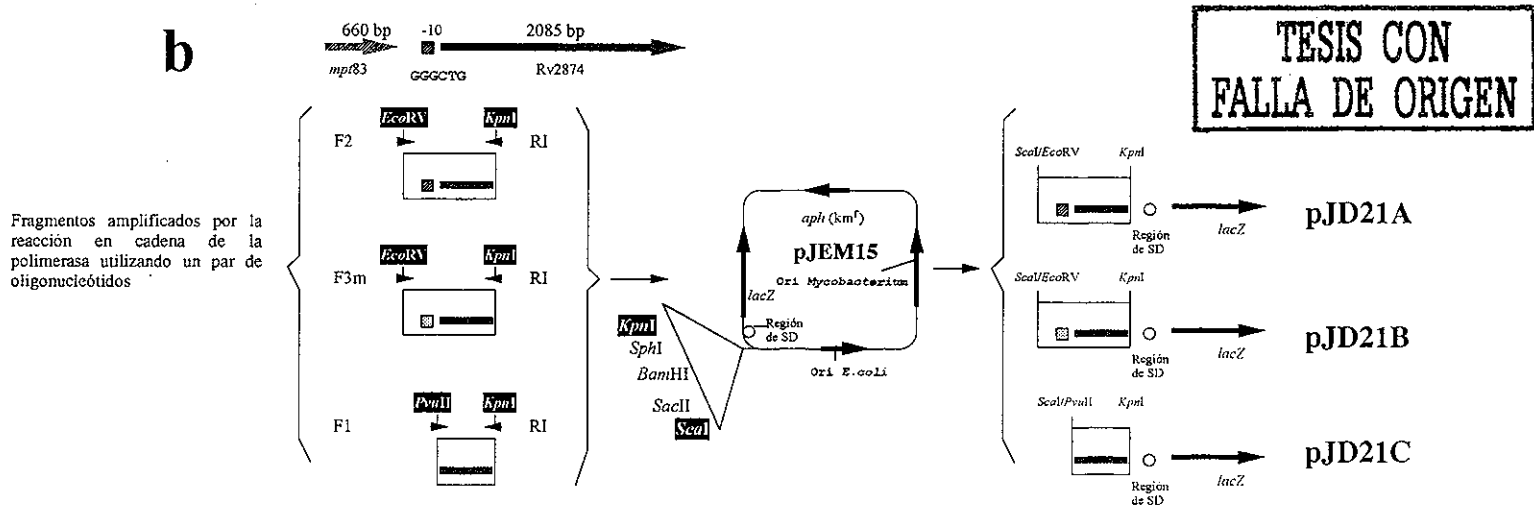 b
660 bp
-10
2085 bp
mpt83
GGGCTG
Rv2874
TESIS CON
FALLA DE ORIGEN
Fragmentos amplificados por la
reacción en cadena de la
polimerasa utilizando un par de
oligonucleótidos
EcoRV
KpnI
F2
RI
EcoRV
KpnI
F3m
RI
PvuII
KpnI
F1
RI
aph (kmr)
pJEM15
Ori Mycobacterium
lacZ
Región
de SD
Ori E.coli
KpnI
SphI
BamHI
SacII
ScaI
ScaI/EcoRV
KpnI
Región
de SD
lacZ
pJD21A
ScaI/EcoRV
KpnI
Región
de SD
lacZ
pJD21B
ScaI/PvuII
KpnI
Región
de SD
lacZ
pJD21C